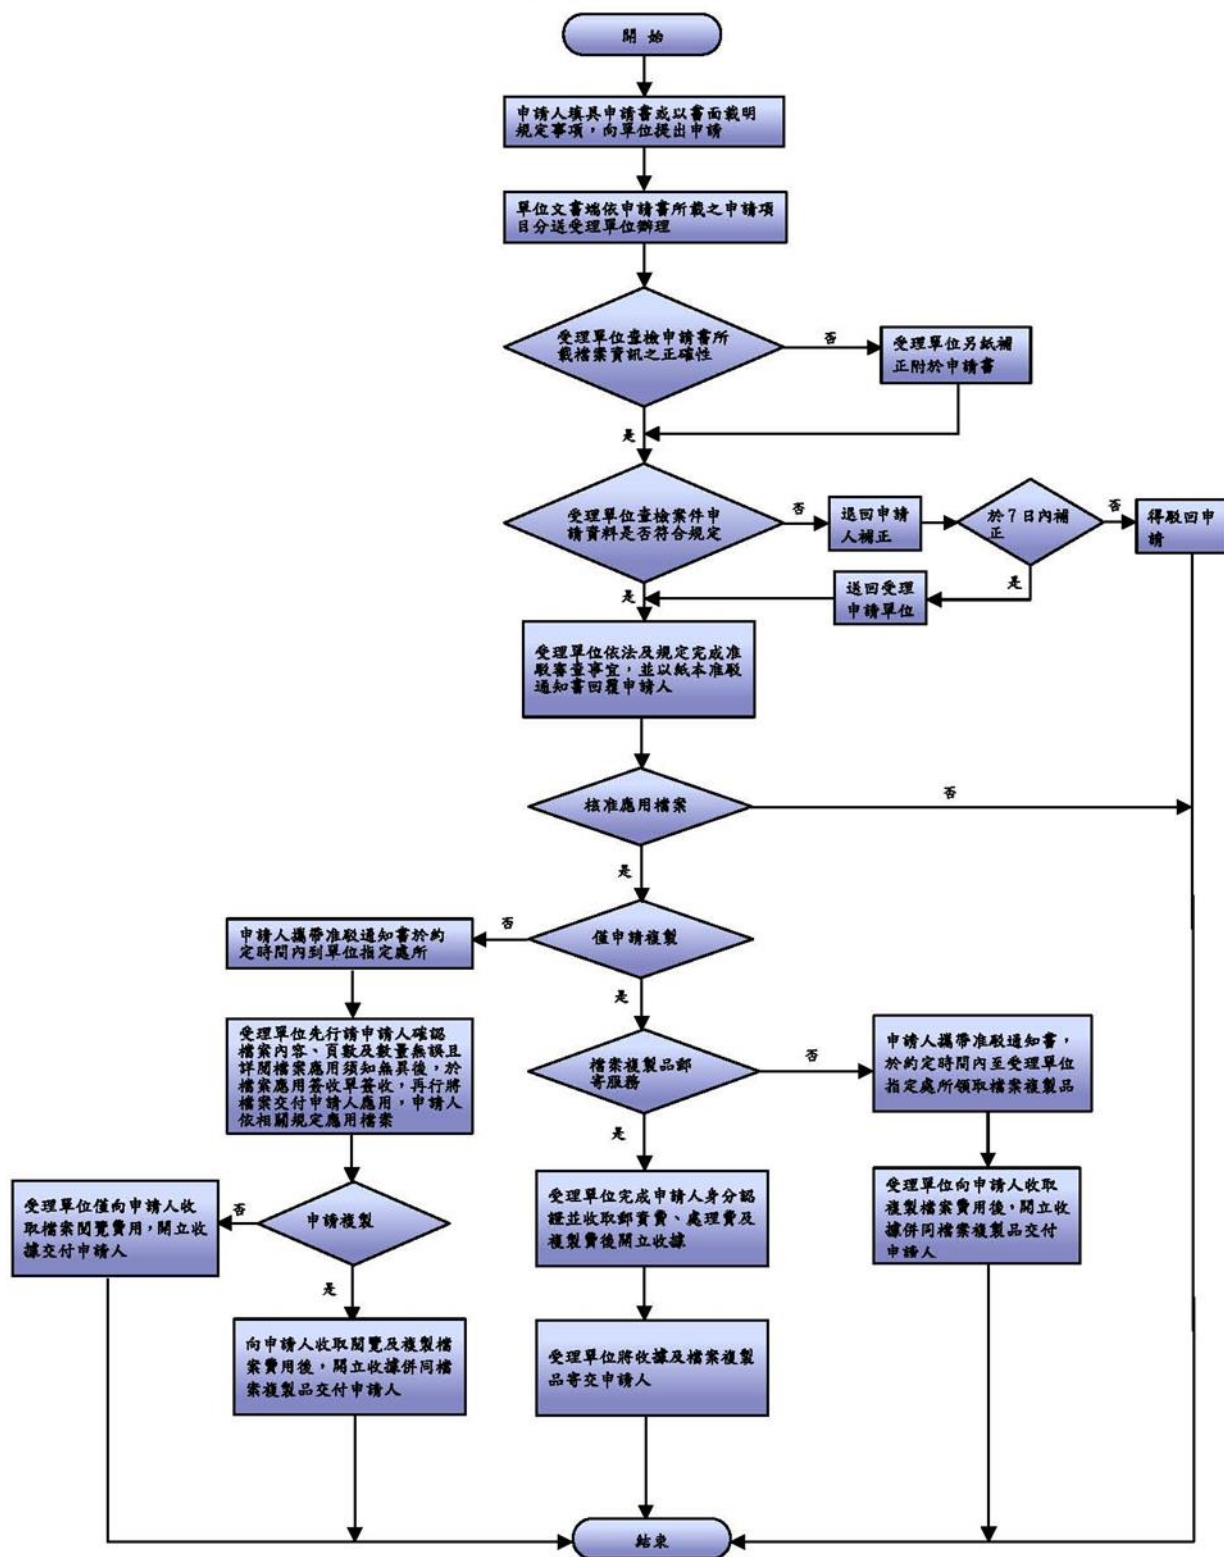 開 始
申請人填具申請書或以書面載明
規定事項，向單位提出申請
單位文書端依申請書所載之申請項
目分送受理單位辦理
受理單位查檢申請書所
載檔案資訊之正確性
否
受理單位另紙補
正附於申請書
是
受理單位查檢案件申
請資料是否符合規定
否
退回申請
人補正
於7日內補
正
否
得駁回申
請
是
送回受理
申請單位
是
受理單位依法及規定完成准
駁審查事宜，並以紙本准駁
通知書回覆申請人
核准應用檔案
否
是
僅申請複製
否
申請人攜帶准駁通知書於約
定時間內到單位指定處所
是
受理單位先行請申請人確認
檔案內容、頁數及數量無誤且
詳閱檔案應用須知無異後，於
檔案應用簽收單簽收，再行將
檔案交付申請人應用，申請人
依相關規定應用檔案
檔案複製品郵
寄服務
否
申請人攜帶准駁通知書，
於約定時間內至受理單位
指定處所領取檔案複製品
是
申請複製
否
受理單位僅向申請人收
取檔案閱覽費用，開立收
據交付申請人
受理單位完成申請人身分認
證並收取郵資費、處理費及
複製費後開立收據
受理單位向申請人收取
複製檔案費用後，開立收
據併同檔案複製品交付
申請人
是
向申請人收取閱覽及複製檔
案費用後，開立收據併同檔
案複製品交付申請人
受理單位將收據及檔案複製
品寄交申請人
結束